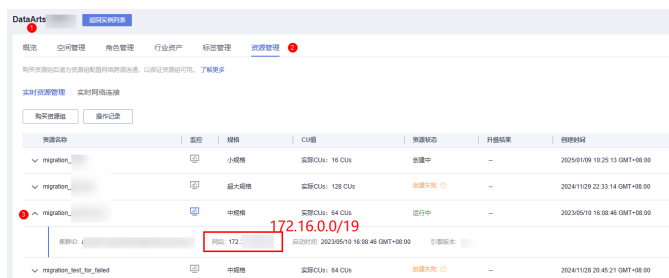 DataArts
返回实例列表
1
概览 空间管理 角色管理 行业资产 标签管理 资源管理 2
购买资源组后请为资源组配置网络跨源连通，以保证资源组可用。 了解更多
实时资源管理 实时网络连接
购买资源组 操作记录
资源名称 监控 规格 CU值 资源状态 升级结果 创建时间
migration_ 小规格 实际CUs: 16 CUs 创建中 -- 2025/01/09 10:25:13 GMT+08:00
migration_ 超大规格 实际CUs: 128 CUs 创建失败 2024/11/29 22:33:14 GMT+08:00
3 migration_ 中规格 实际CUs: 64 CUs 运行中 -- 2023/05/10 16:08:46 GMT+08:00
172.16.0.0/19
集群ID: 网段: 172. 启动时间: 2023/05/10 16:08:46 GMT+08:00 引擎版本:
migration_test_for_failed 中规格 实际CUs: 64 CUs 创建失败 -- 2024/11/28 20:45:21 GMT+08:00